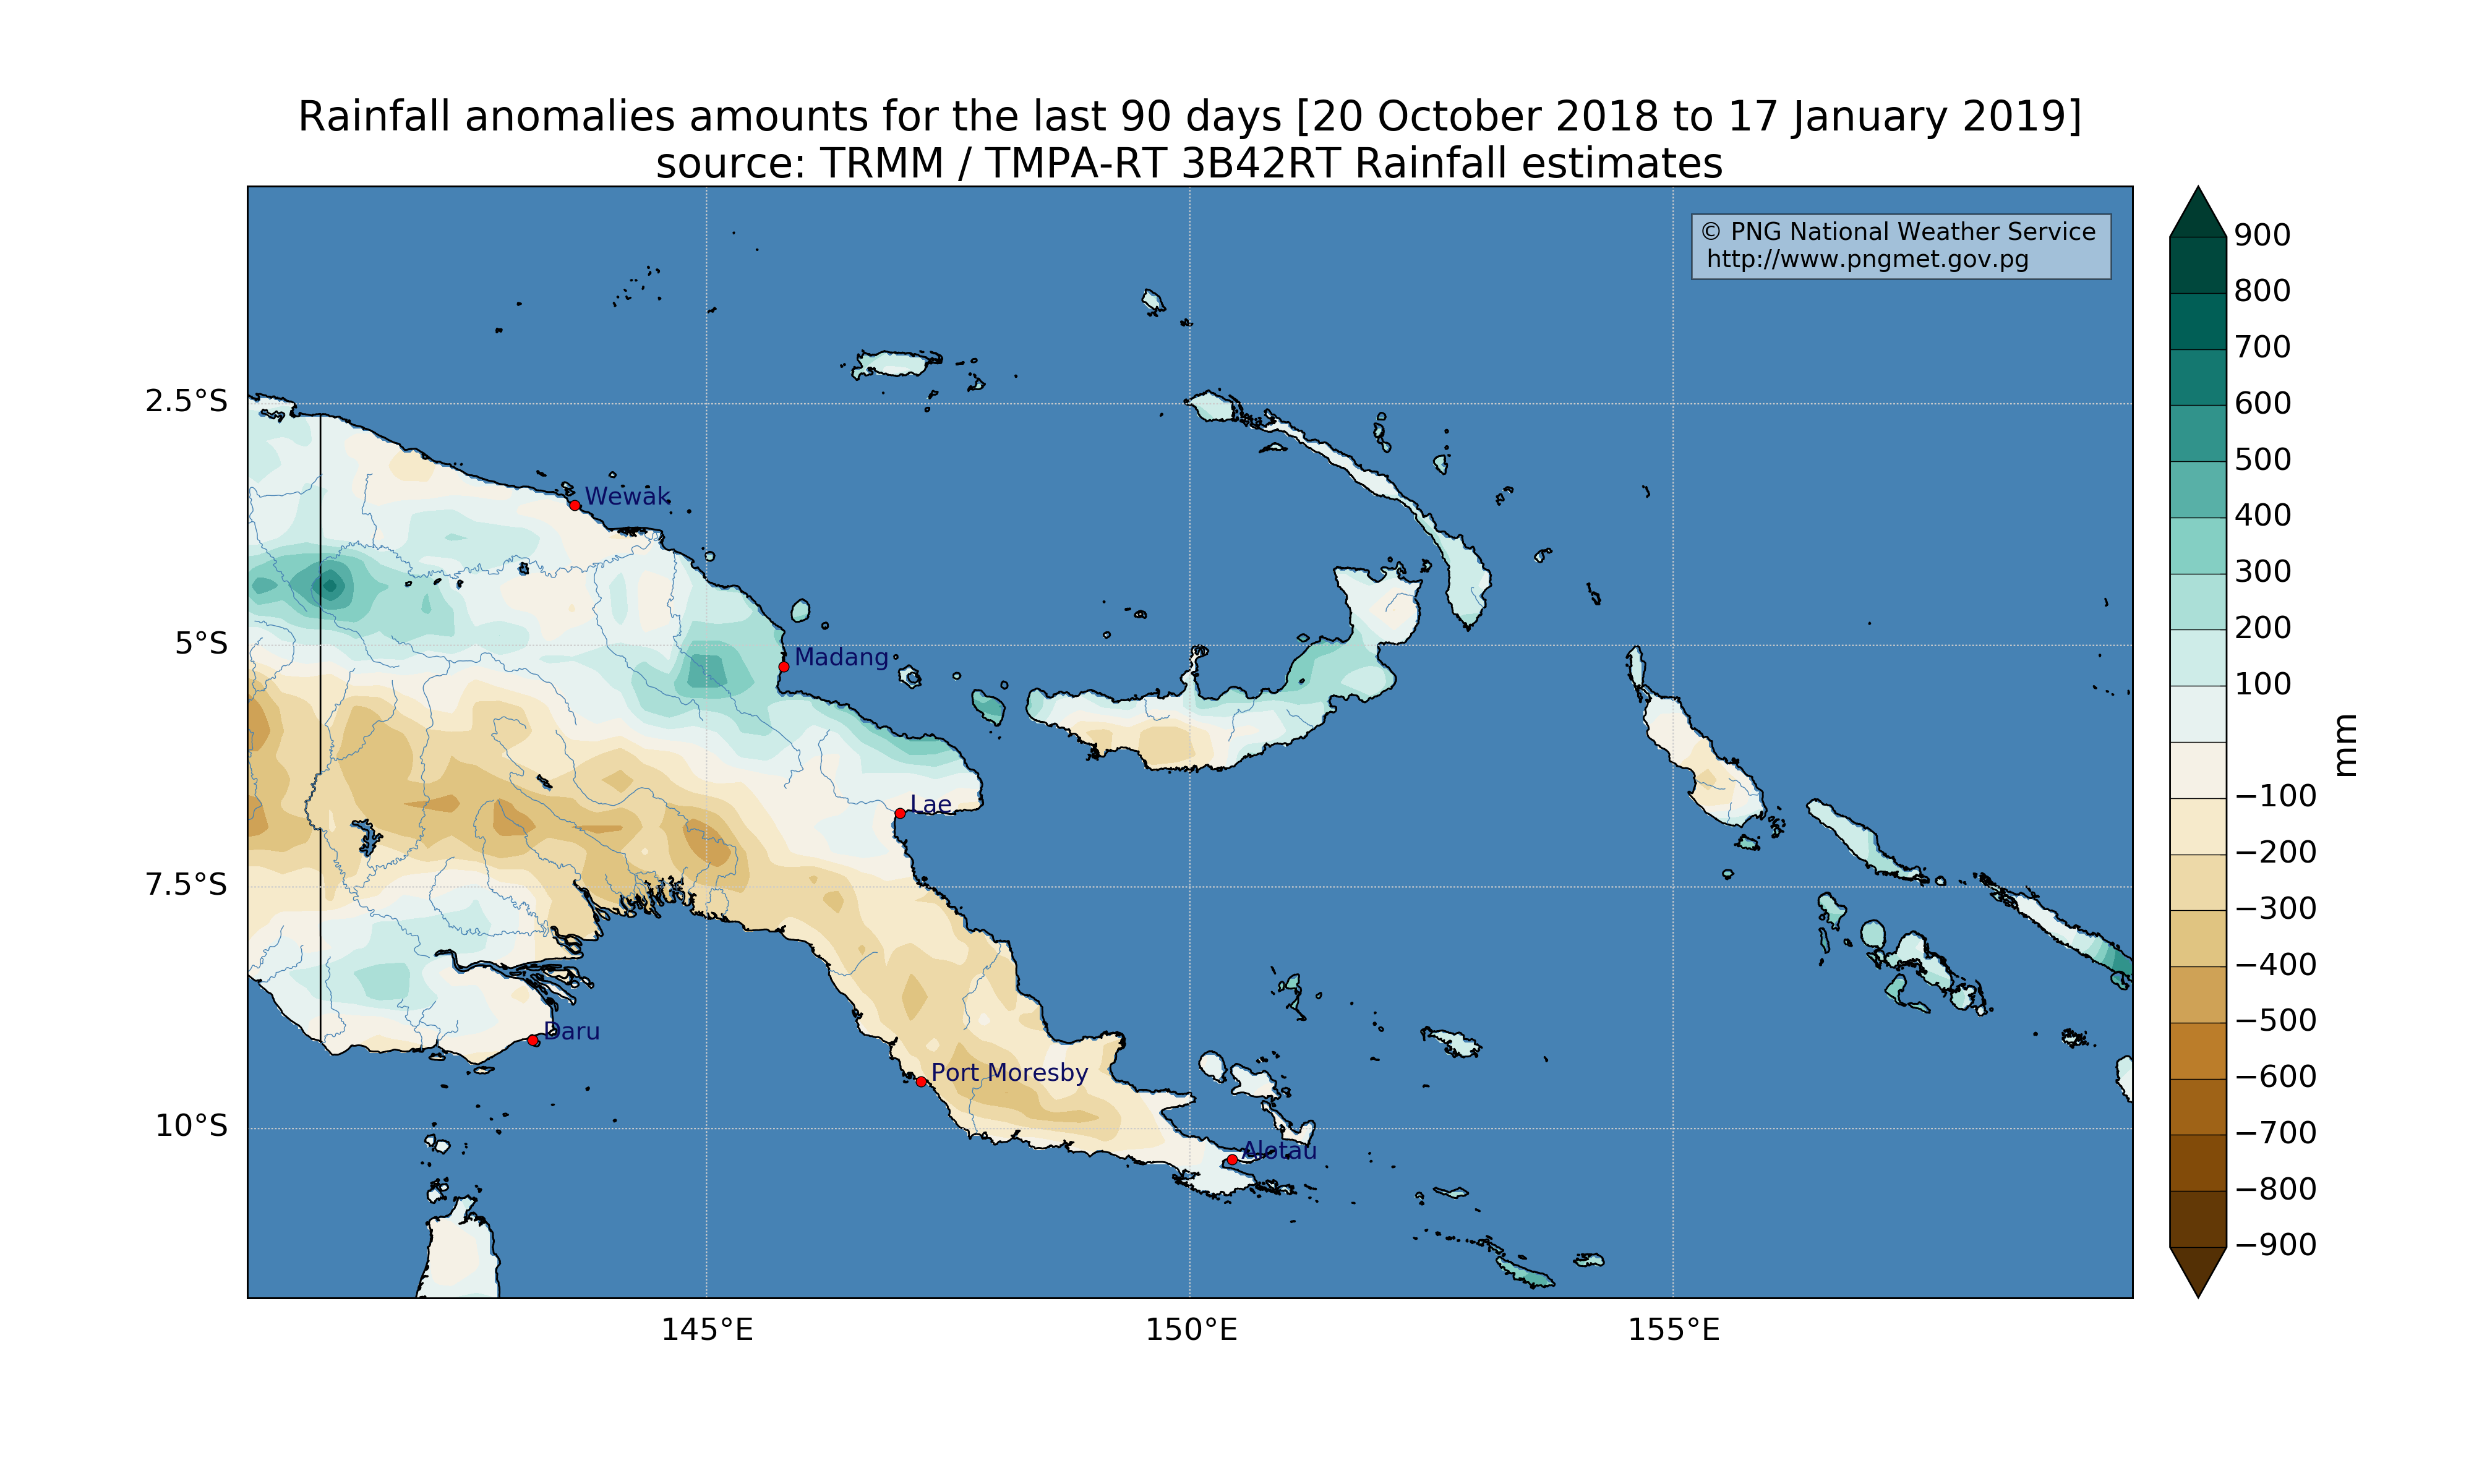 Rainfall anomalies amounts for the last 90 days [20 October 2018 to 17 January 2019]
source: TRMM / TMPA-RT 3B42RT Rainfall estimates
© PNG National Weather Service
http://www.pngmet.gov.pg
2.5°S
5°S
7.5°S
10°S
145°E
150°E
155°E
Wewak
Madang
Lae
Daru
Port Moresby
Alotau
900
800
700
600
500
400
300
200
100
−100
−200
−300
−400
−500
−600
−700
−800
−900
mm